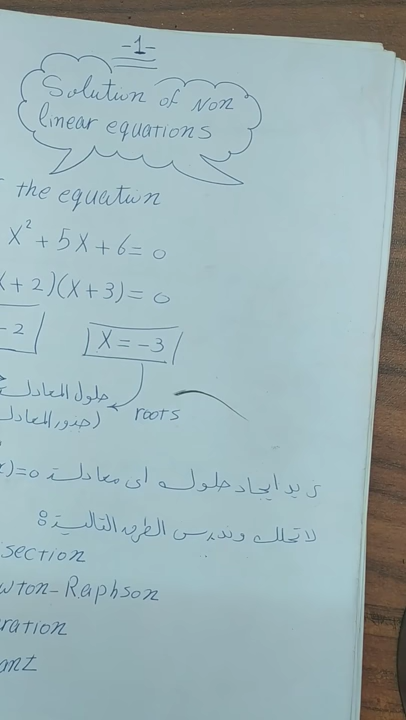 -1-
Solution of Non
linear equations
the equation
x² + 5x + 6 = 0
x + 2)(x + 3) = 0
-2 x = -3
حلول المعادلة
(جذور المعادلة
roots
نريد ايجاد حلول اى معادلة
x) = 0
لا تحلل وندرس الطرق التالية :
section
wton-Raphson
ration
ant